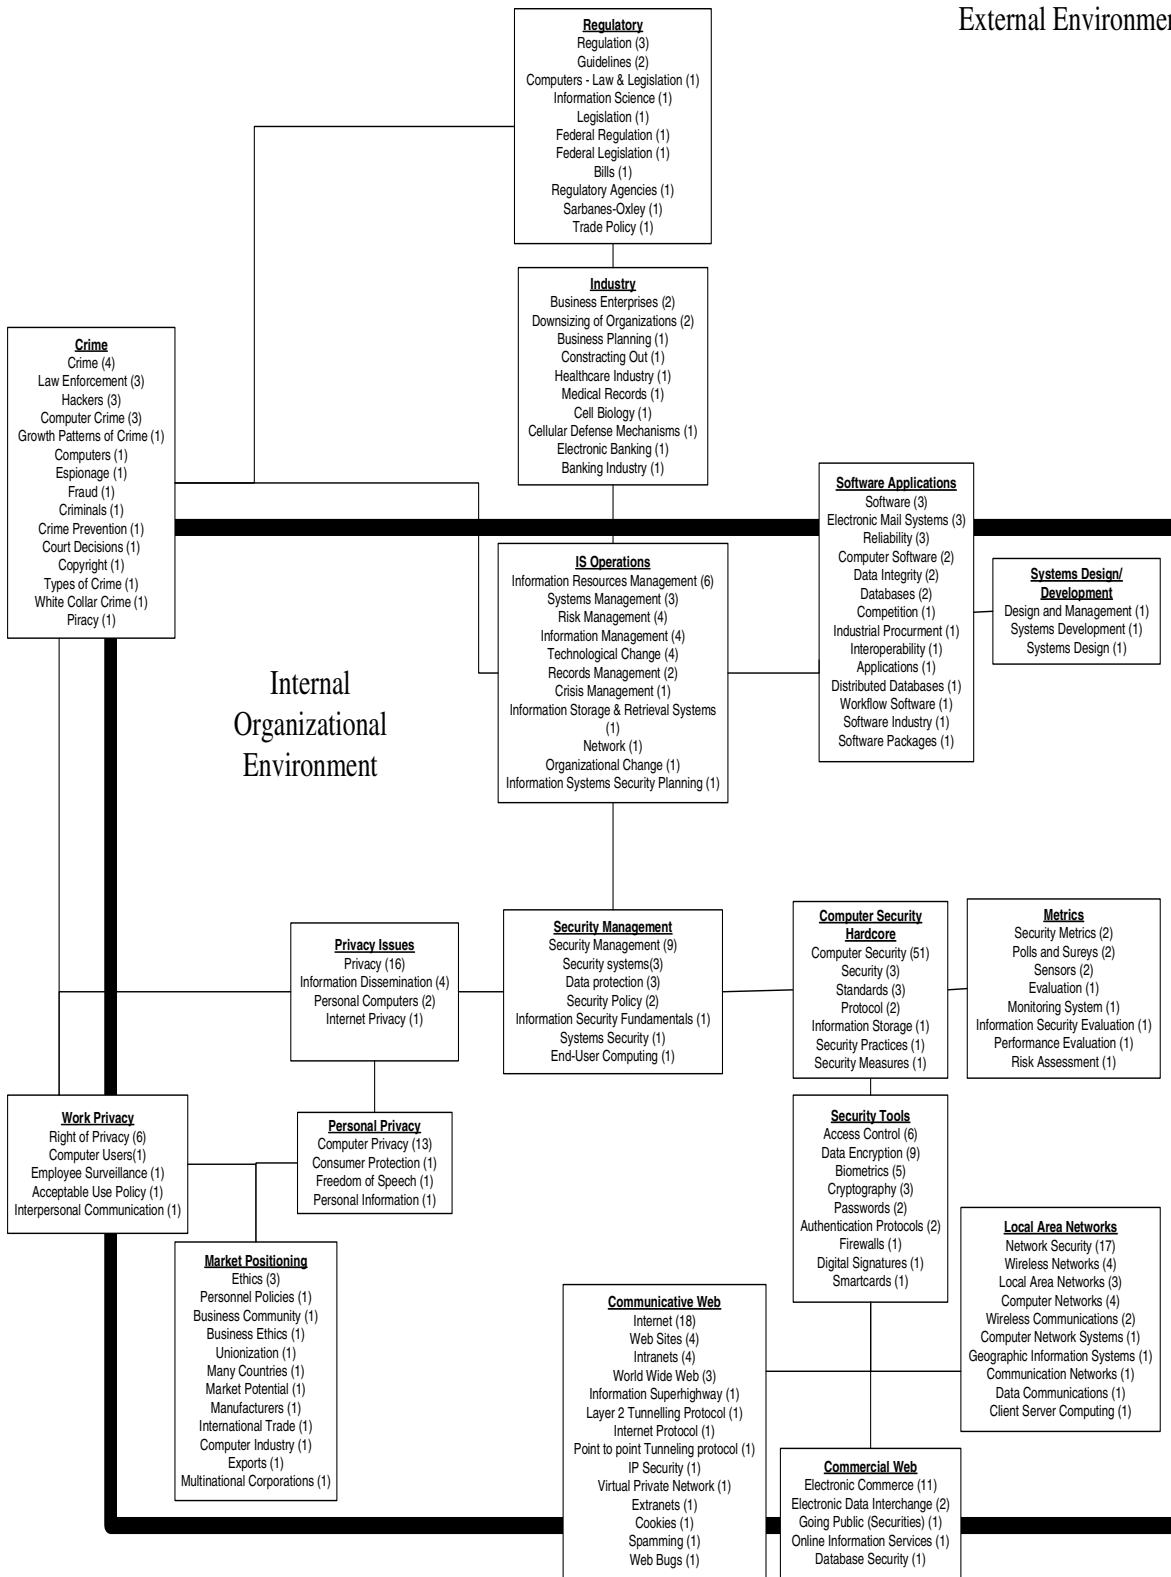 External Environmen
Regulatory
Regulation (3)
Guidelines (2)
Computers - Law & Legislation (1)
Information Science (1)
Legislation (1)
Federal Regulation (1)
Federal Legislation (1)
Bills (1)
Regulatory Agencies (1)
Sarbanes-Oxley (1)
Trade Policy (1)
Industry
Business Enterprises (2)
Downsizing of Organizations (2)
Business Planning (1)
Constracting Out (1)
Healthcare Industry (1)
Medical Records (1)
Cell Biology (1)
Cellular Defense Mechanisms (1)
Electronic Banking (1)
Banking Industry (1)
Crime
Crime (4)
Law Enforcement (3)
Hackers (3)
Computer Crime (3)
Growth Patterns of Crime (1)
Computers (1)
Espionage (1)
Fraud (1)
Criminals (1)
Crime Prevention (1)
Court Decisions (1)
Copyright (1)
Types of Crime (1)
White Collar Crime (1)
Piracy (1)
Software Applications
Software (3)
Electronic Mail Systems (3)
Reliability (3)
Computer Software (2)
Data Integrity (2)
Databases (2)
Competition (1)
Industrial Procurment (1)
Interoperability (1)
Applications (1)
Distributed Databases (1)
Workflow Software (1)
Software Industry (1)
Software Packages (1)
Systems Design/
Development
Design and Management (1)
Systems Development (1)
Systems Design (1)
IS Operations
Information Resources Management (6)
Systems Management (3)
Risk Management (4)
Information Management (4)
Technological Change (4)
Records Management (2)
Crisis Management (1)
Information Storage & Retrieval Systems
(1)
Network (1)
Organizational Change (1)
Information Systems Security Planning (1)
Internal
Organizational
Environment
Privacy Issues
Privacy (16)
Information Dissemination (4)
Personal Computers (2)
Internet Privacy (1)
Security Management
Security Management (9)
Security systems(3)
Data protection (3)
Security Policy (2)
Information Security Fundamentals (1)
Systems Security (1)
End-User Computing (1)
Computer Security
Hardcore
Computer Security (51)
Security (3)
Standards (3)
Protocol (2)
Information Storage (1)
Security Practices (1)
Security Measures (1)
Metrics
Security Metrics (2)
Polls and Sureys (2)
Sensors (2)
Evaluation (1)
Monitoring System (1)
Information Security Evaluation (1)
Performance Evaluation (1)
Risk Assessment (1)
Work Privacy
Right of Privacy (6)
Computer Users(1)
Employee Surveillance (1)
Acceptable Use Policy (1)
Interpersonal Communication (1)
Personal Privacy
Computer Privacy (13)
Consumer Protection (1)
Freedom of Speech (1)
Personal Information (1)
Security Tools
Access Control (6)
Data Encryption (9)
Biometrics (5)
Cryptography (3)
Passwords (2)
Authentication Protocols (2)
Firewalls (1)
Digital Signatures (1)
Smartcards (1)
Local Area Networks
Network Security (17)
Wireless Networks (4)
Local Area Networks (3)
Computer Networks (4)
Wireless Communications (2)
Computer Network Systems (1)
Geographic Information Systems (1)
Communication Networks (1)
Data Communications (1)
Client Server Computing (1)
Market Positioning
Ethics (3)
Personnel Policies (1)
Business Community (1)
Business Ethics (1)
Unionization (1)
Many Countries (1)
Market Potential (1)
Manufacturers (1)
International Trade (1)
Computer Industry (1)
Exports (1)
Multinational Corporations (1)
Communicative Web
Internet (18)
Web Sites (4)
Intranets (4)
World Wide Web (3)
Information Superhighway (1)
Layer 2 Tunnelling Protocol (1)
Internet Protocol (1)
Point to point Tunneling protocol (1)
IP Security (1)
Virtual Private Network (1)
Extranets (1)
Cookies (1)
Spamming (1)
Web Bugs (1)
Commercial Web
Electronic Commerce (11)
Electronic Data Interchange (2)
Going Public (Securities) (1)
Online Information Services (1)
Database Security (1)